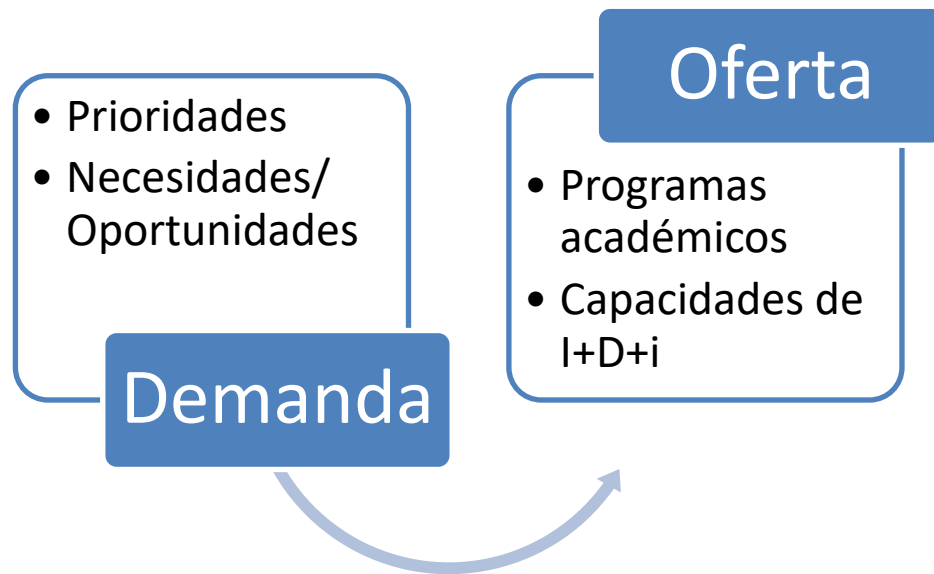 • Prioridades
• Necesidades/
Oportunidades
Demanda
Oferta
• Programas
académicos
• Capacidades de
I+D+i